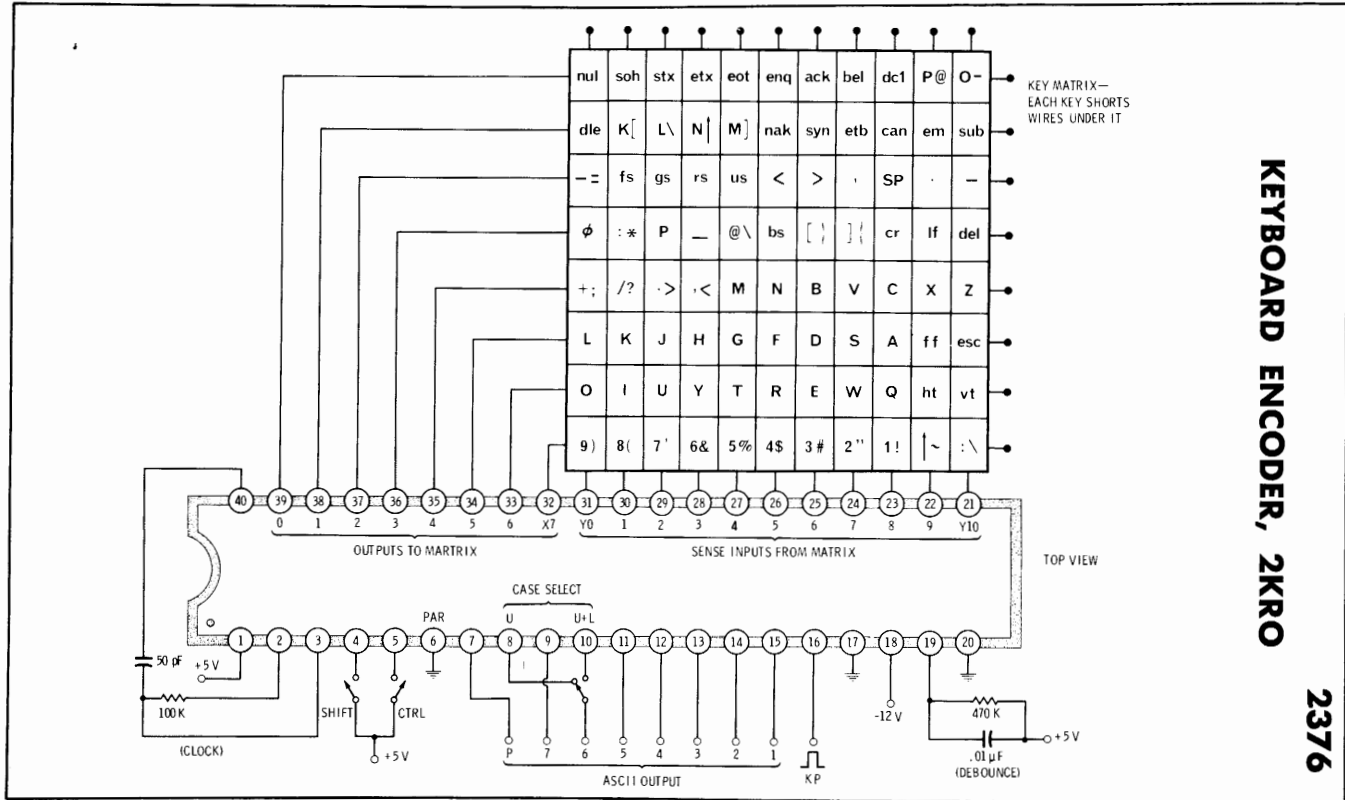 KEYBOARD ENCODER, 2KRO
2376
nul soh stx etx eot enq ack bel dc1 P@ O-
KEY MATRIX—
EACH KEY SHORTS
WIRES UNDER IT
dle K[ L\ N↑ M] nak syn etb can em sub
-= fs gs rs us < > , SP . -
ø :* P _ @\ bs [ } ] { cr lf del
+; /? .> ,< M N B V C X Z
L K J H G F D S A ff esc
O I U Y T R E W Q ht vt
9) 8( 7' 6& 5% 4$ 3# 2" 1! ↑~ :\
40 39 38 37 36 35 34 33 32 31 30 29 28 27 26 25 24 23 22 21
0 1 2 3 4 5 6 X7 Y0 1 2 3 4 5 6 7 8 9 Y10
OUTPUTS TO MARTRIX
SENSE INPUTS FROM MATRIX
TOP VIEW
CASE SELECT
PAR U U+L
1 2 3 4 5 6 7 8 9 10 11 12 13 14 15 16 17 18 19 20
50 pF
+5 V
100 K
(CLOCK)
SHIFT
CTRL
+5 V
P 7 6 5 4 3 2 1
ASCII OUTPUT
KP
-12 V
470 K
+5 V
.01 µF
(DEBOUNCE)